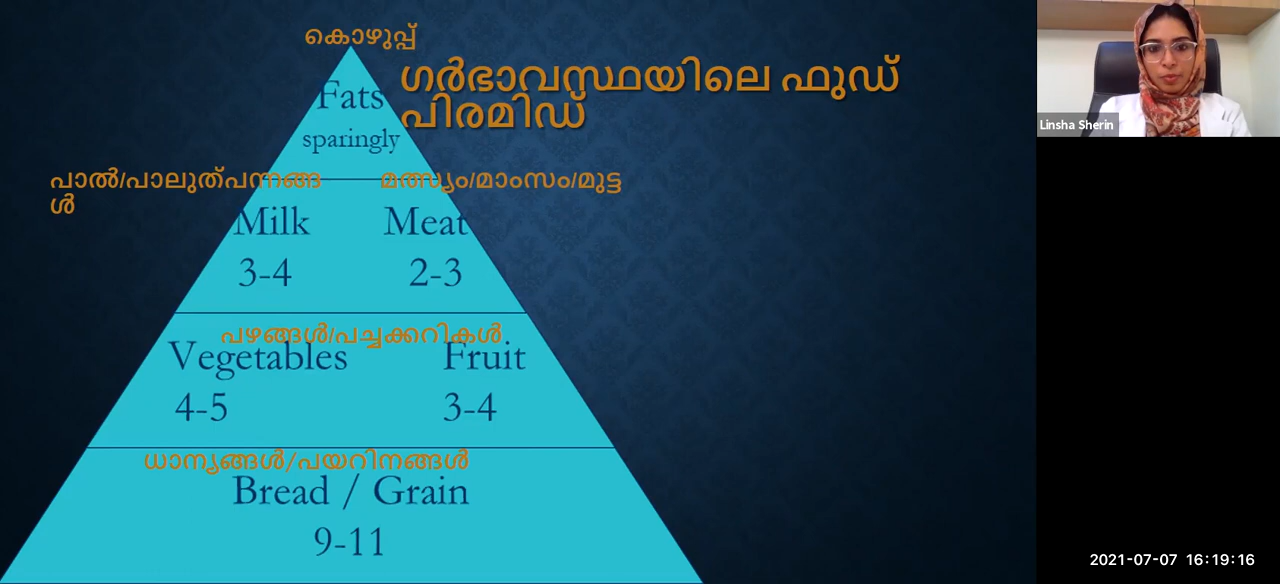 കൊഴുപ്പ്
ഗർഭാവസ്ഥയിലെ ഫുഡ്
പിരമിഡ്
Fats
sparingly
പാൽ/പാലുത്പന്നങ്ങ
ൾ
മത്സ്യം/മാംസം/മുട്ട
Milk Meat
3-4 2-3
പഴങ്ങൾ/പച്ചക്കറികൾ
Vegetables Fruit
4-5 3-4
ധാന്യങ്ങൾ/പയറിനങ്ങൾ
Bread / Grain
9-11
Linsha Sherin
2021-07-07 16:19:16